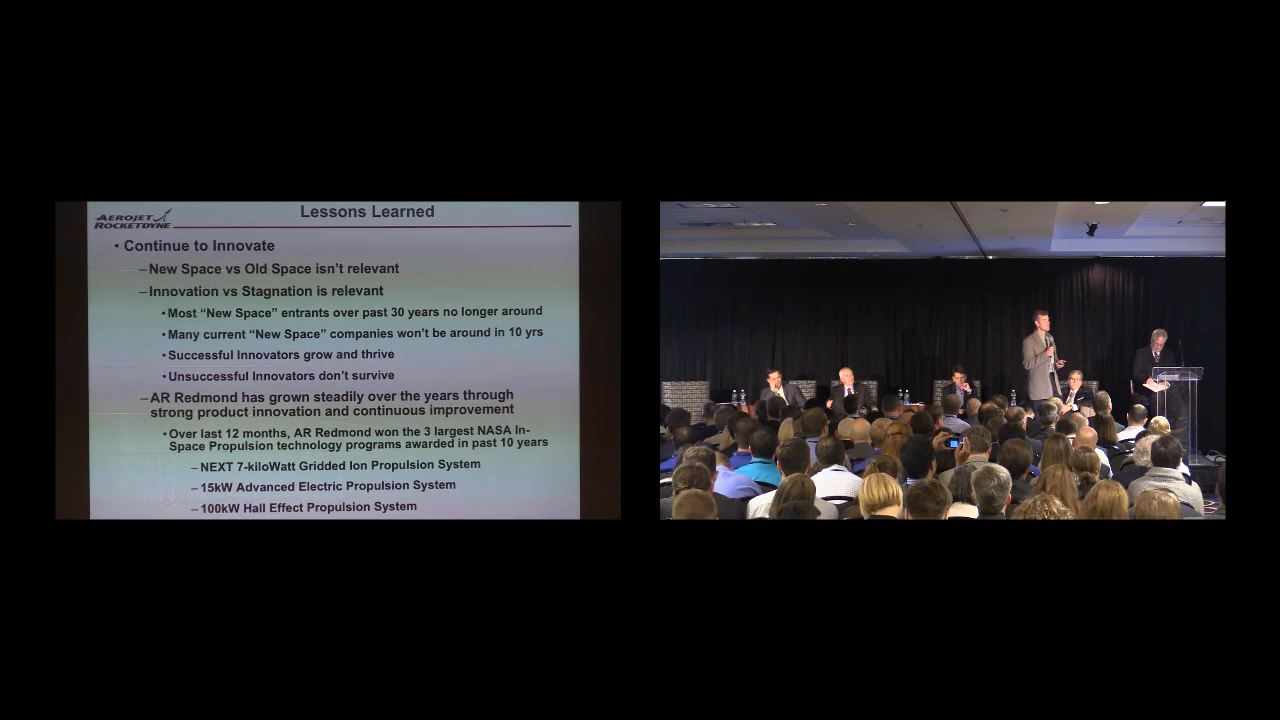 AEROJET
ROCKETDYNE
Lessons Learned
• Continue to Innovate
–New Space vs Old Space isn't relevant
–Innovation vs Stagnation is relevant
• Most “New Space” entrants over past 30 years no longer around
• Many current “New Space” companies won't be around in 10 yrs
• Successful Innovators grow and thrive
• Unsuccessful Innovators don't survive
–AR Redmond has grown steadily over the years through
strong product innovation and continuous improvement
• Over last 12 months, AR Redmond won the 3 largest NASA In-
Space Propulsion technology programs awarded in past 10 years
– NEXT 7-kiloWatt Gridded Ion Propulsion System
– 15kW Advanced Electric Propulsion System
– 100kW Hall Effect Propulsion System